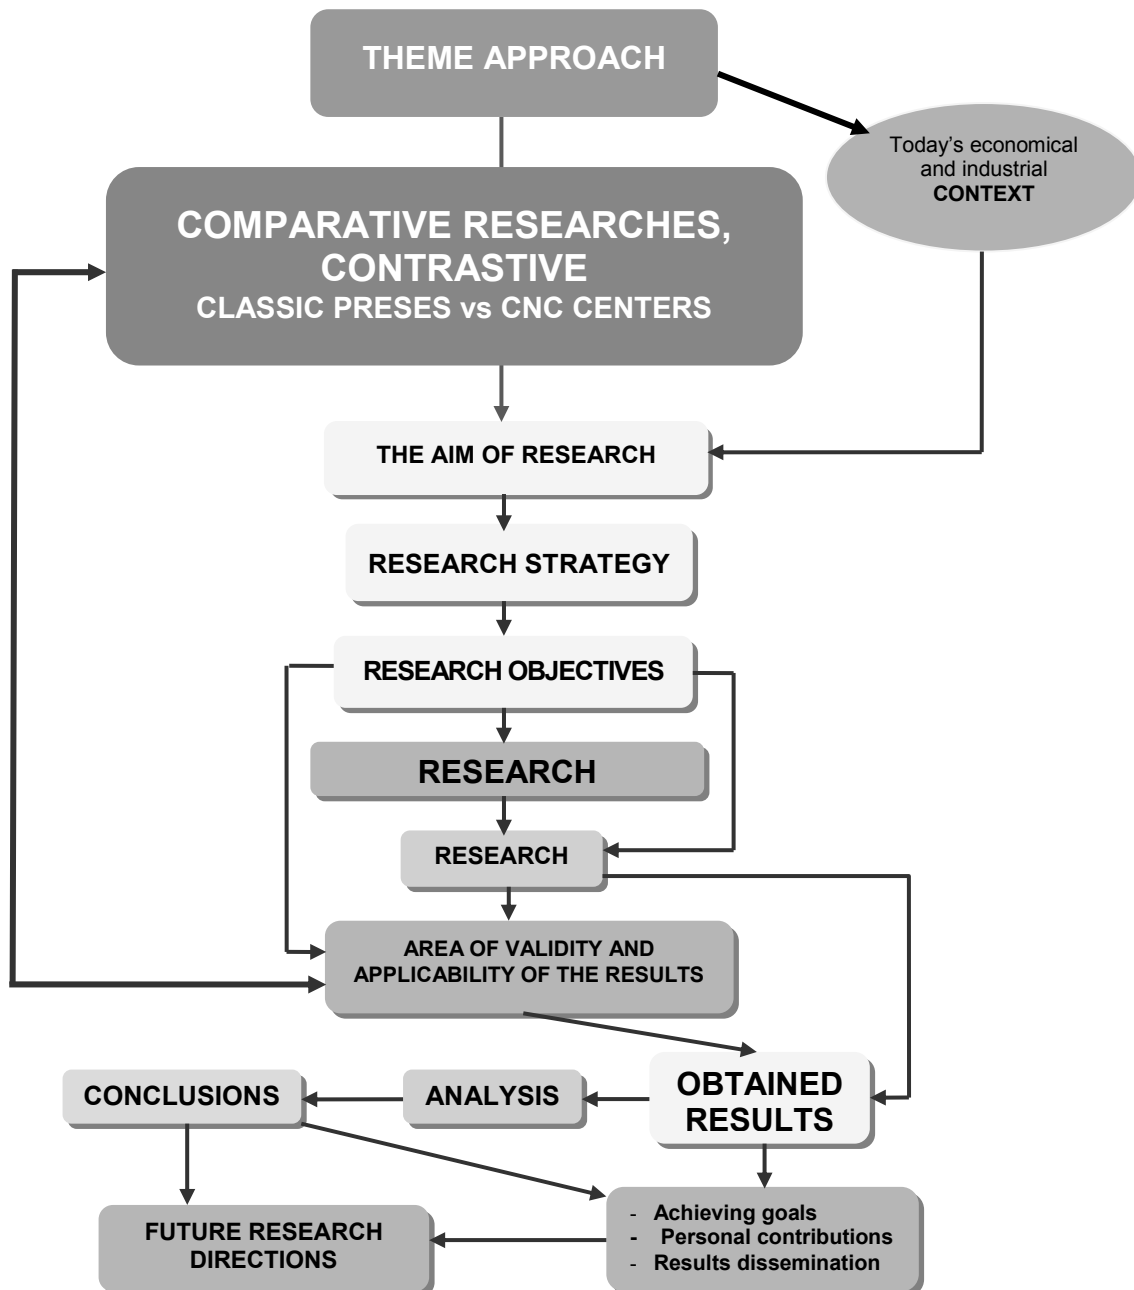 THEME APPROACH
Today's economical
and industrial
CONTEXT
COMPARATIVE RESEARCHES,
CONTRASTIVE
CLASSIC PRESES vs CNC CENTERS
THE AIM OF RESEARCH
RESEARCH STRATEGY
RESEARCH OBJECTIVES
RESEARCH
RESEARCH
AREA OF VALIDITY AND
APPLICABILITY OF THE RESULTS
OBTAINED
RESULTS
ANALYSIS
CONCLUSIONS
- Achieving goals
- Personal contributions
- Results dissemination
FUTURE RESEARCH
DIRECTIONS